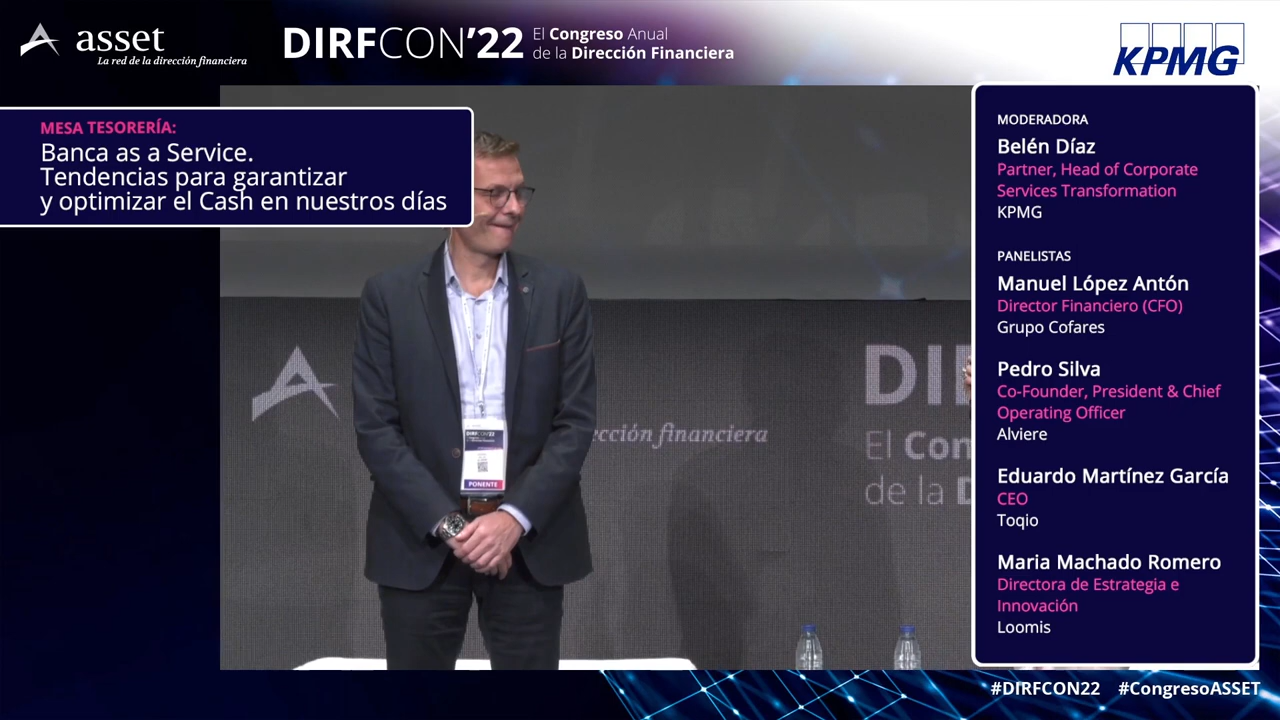 asset
La red de la dirección financiera
DIRFCON'22
El Congreso Anual
de la Dirección Financiera
KPMG
MESA TESORERÍA:
Banca as a Service.
Tendencias para garantizar
y optimizar el Cash en nuestros días
MODERADORA
Belén Díaz
Partner, Head of Corporate
Services Transformation
KPMG
PANELISTAS
Manuel López Antón
Director Financiero (CFO)
Grupo Cofares
Pedro Silva
Co-Founder, President & Chief
Operating Officer
Alviere
Eduardo Martínez García
CEO
Toqio
Maria Machado Romero
Directora de Estrategia e
Innovación
Loomis
DIRFCON'22
PONENTE
ección financiera
DI
El Con
de la
#DIRFCON22 #CongresoASSET